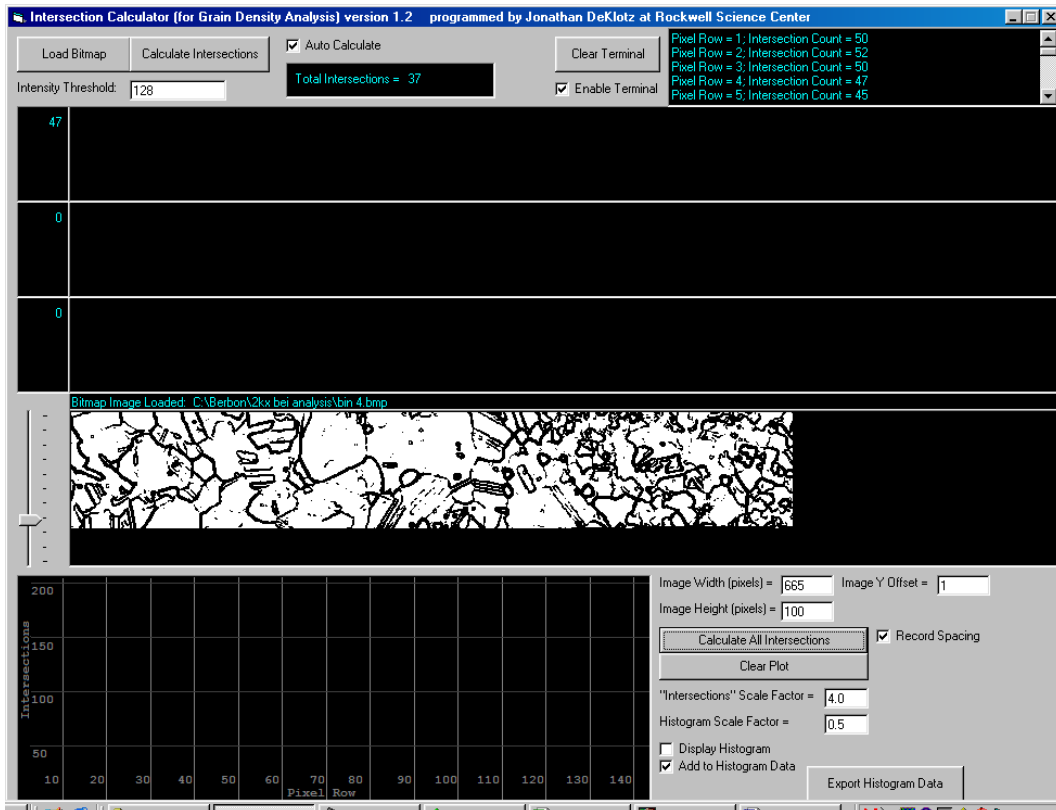 Intersection Calculator (for Grain Density Analysis) version 1.2 programmed by Jonathan DeKlotz at Rockwell Science Center
Load Bitmap
Calculate Intersections
Auto Calculate
Total Intersections = 37
Intensity Threshold: 128
Clear Terminal
Enable Terminal
Pixel Row = 1; Intersection Count = 50
Pixel Row = 2; Intersection Count = 52
Pixel Row = 3; Intersection Count = 50
Pixel Row = 4; Intersection Count = 47
Pixel Row = 5; Intersection Count = 45
47
0
0
Bitmap Image Loaded: C:\Berbon\2kx bei analysis\bin 4.bmp
200
150
100
50
Intersections
10 20 30 40 50 60 70 80 90 100 110 120 130 140
Pixel Row
Image Width (pixels) = 665 Image Y Offset = 1
Image Height (pixels) = 100
Calculate All Intersections
Record Spacing
Clear Plot
"Intersections" Scale Factor = 4.0
Histogram Scale Factor = 0.5
Display Histogram
Add to Histogram Data
Export Histogram Data